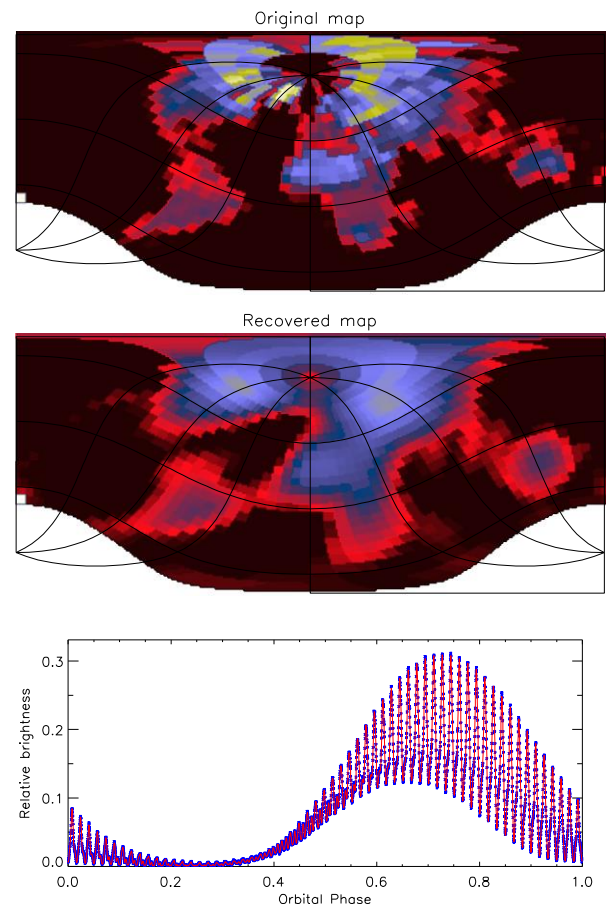 Original map
Recovered map
0.3
0.2
0.1
0.0
Relative brightness
0.0 0.2 0.4 0.6 0.8 1.0
Orbital Phase